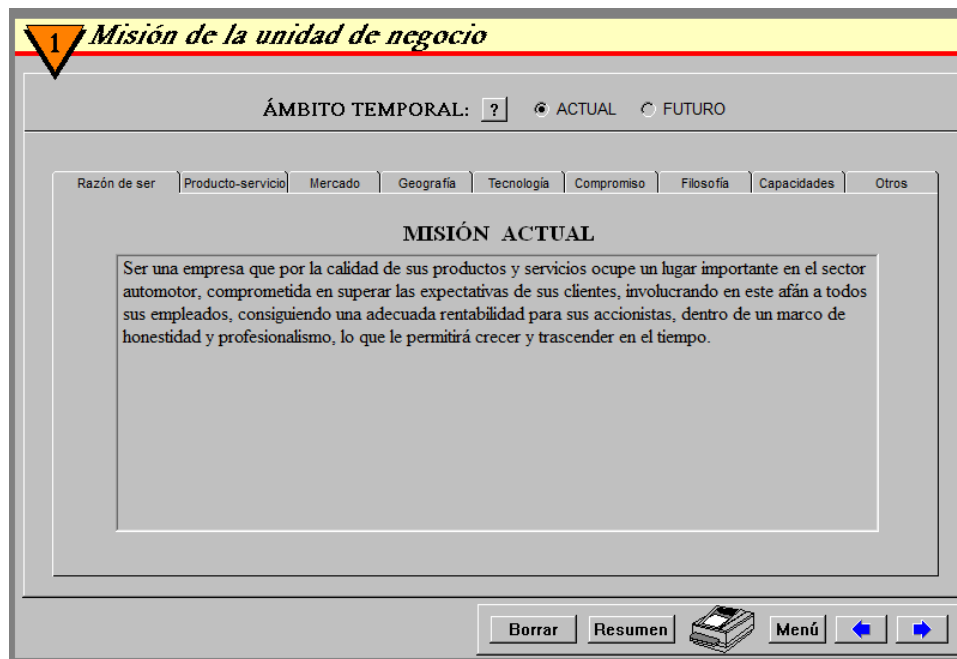 1 Misión de la unidad de negocio
ÁMBITO TEMPORAL: ? ACTUAL FUTURO
Razón de ser Producto-servicio Mercado Geografía Tecnología Compromiso Filosofía Capacidades Otros
MISIÓN ACTUAL
Ser una empresa que por la calidad de sus productos y servicios ocupe un lugar importante en el sector
automotor, comprometida en superar las expectativas de sus clientes, involucrando en este afán a todos
sus empleados, consiguiendo una adecuada rentabilidad para sus accionistas, dentro de un marco de
honestidad y profesionalismo, lo que le permitirá crecer y trascender en el tiempo.
Borrar Resumen Menú